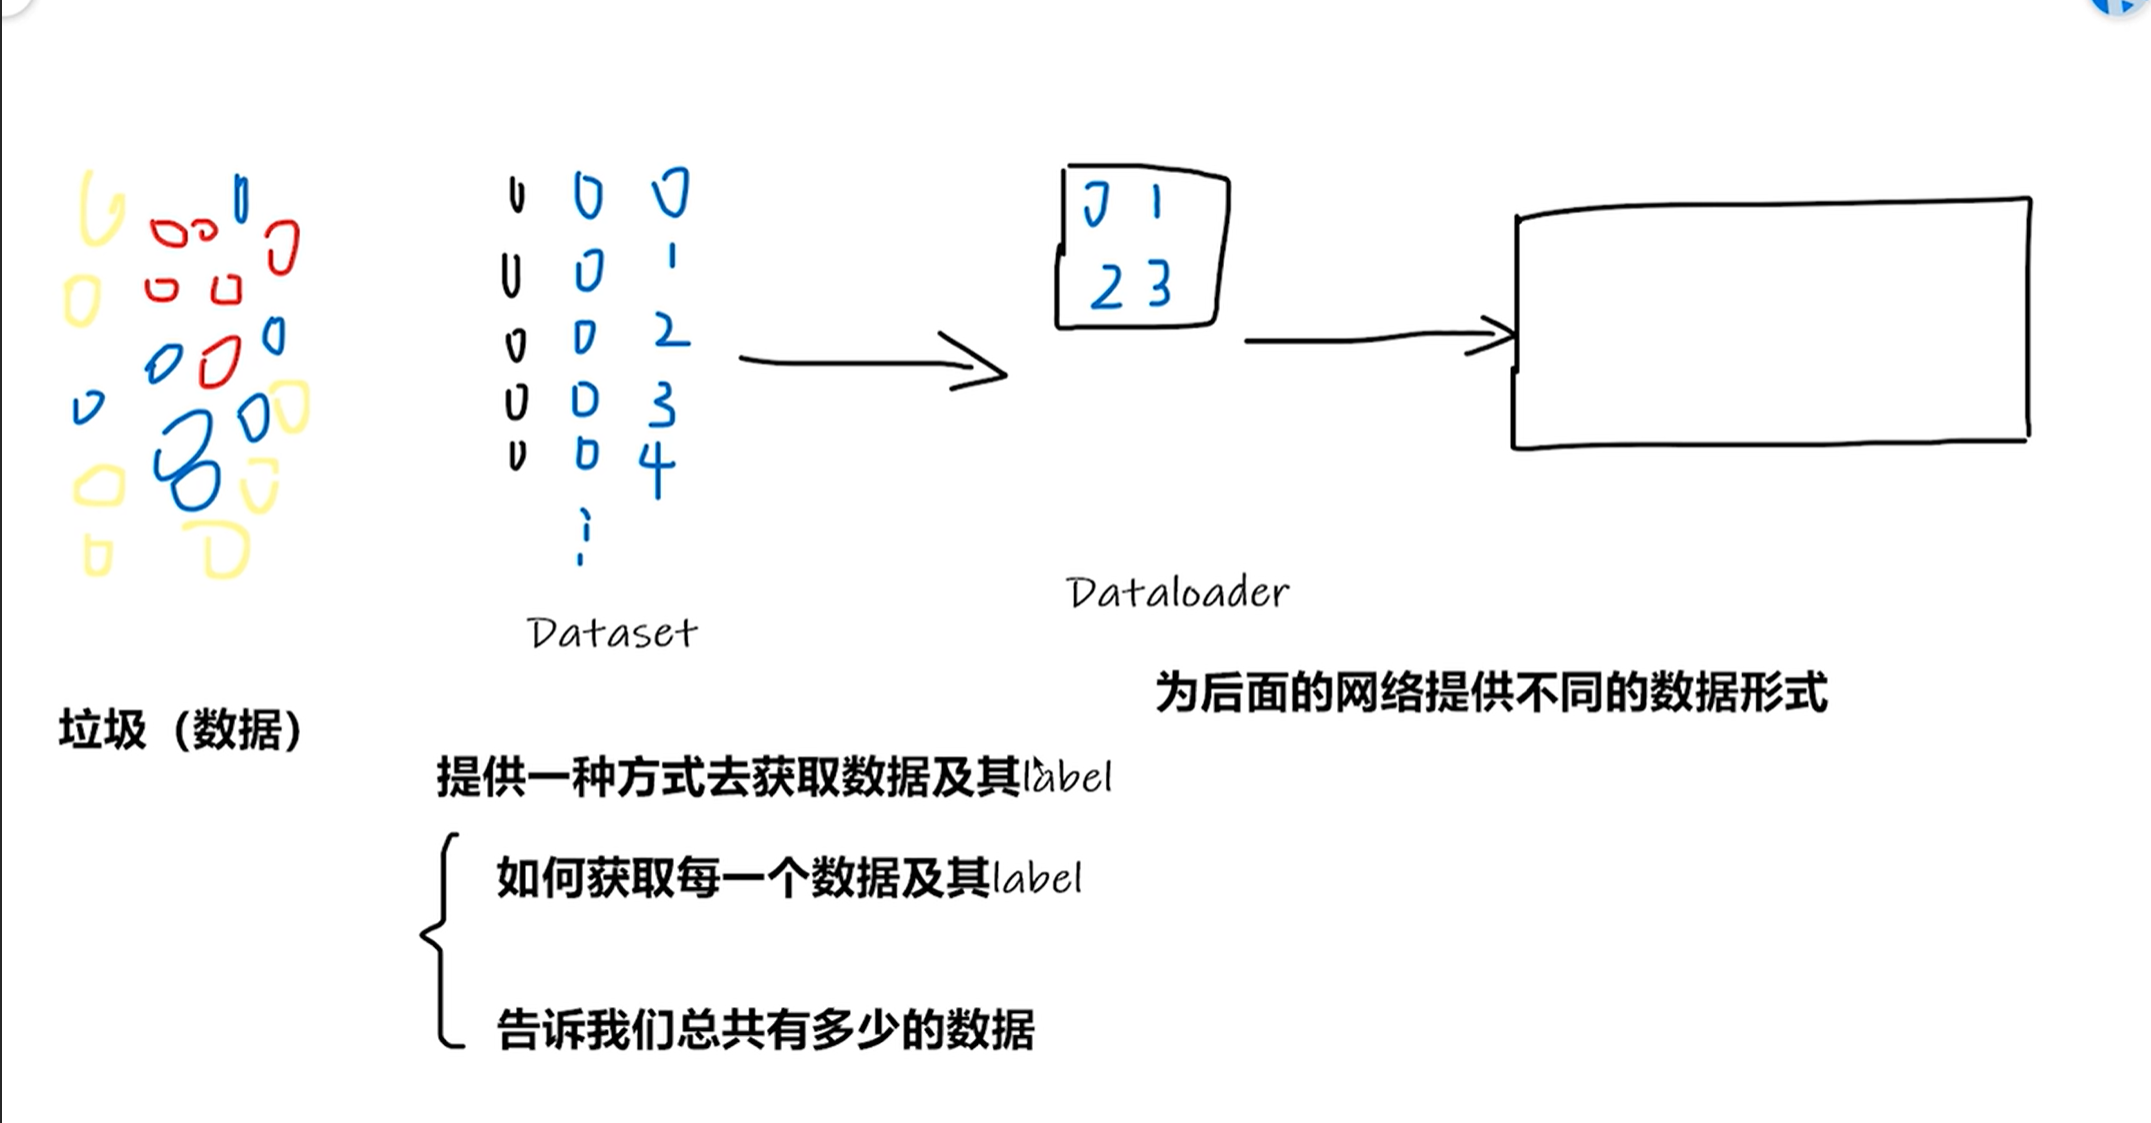 0 0 0
0 0 1
0 0 2
0 0 3
0 0 4
0 1
2 3
Dataset
Dataloader
垃圾（数据）
为后面的网络提供不同的数据形式
提供一种方式去获取数据及其label
如何获取每一个数据及其label
告诉我们总共有多少的数据